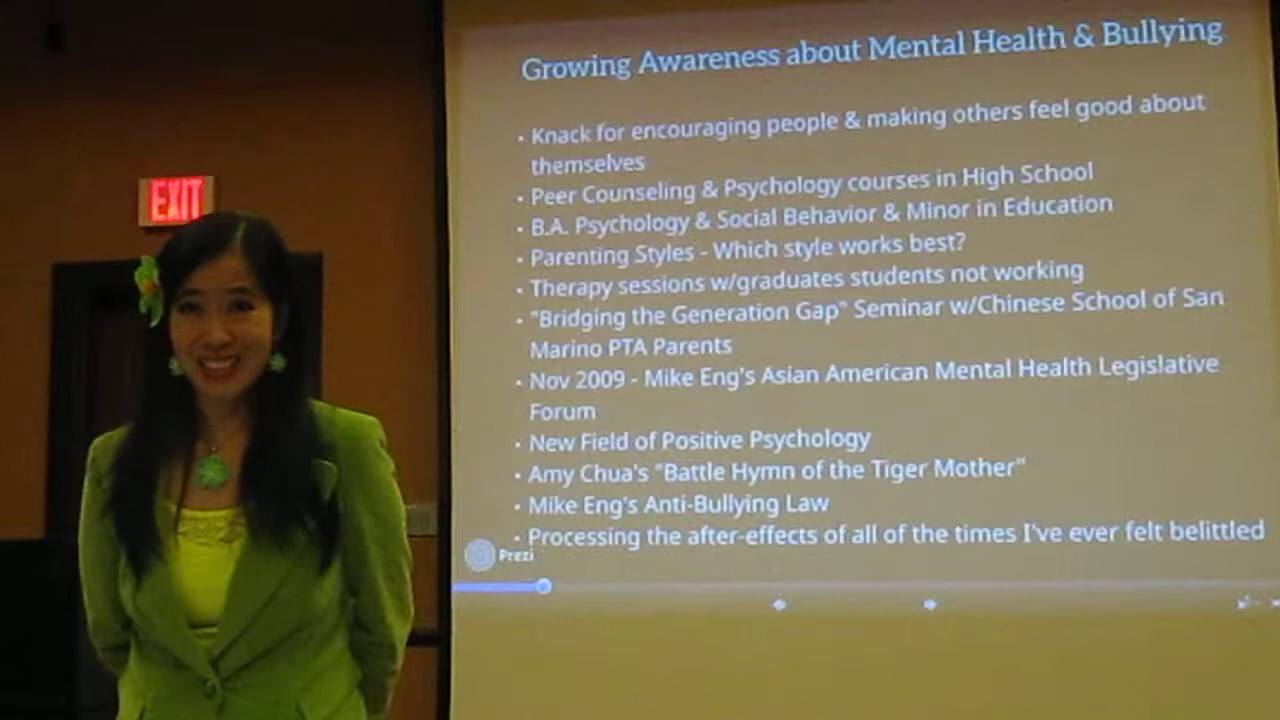 Growing Awareness about Mental Health & Bullying
EXIT
· Knack for encouraging people & making others feel good about
themselves
· Peer Counseling & Psychology courses in High School
· B.A. Psychology & Social Behavior & Minor in Education
· Parenting Styles - Which style works best?
· Therapy sessions w/graduates students not working
· "Bridging the Generation Gap" Seminar w/Chinese School of San
Marino PTA Parents
· Nov 2009 - Mike Eng's Asian American Mental Health Legislative
Forum
· New Field of Positive Psychology
· Amy Chua's "Battle Hymn of the Tiger Mother"
· Mike Eng's Anti-Bullying Law
· Processing the after-effects of all of the times I've ever felt belittled
Prezi